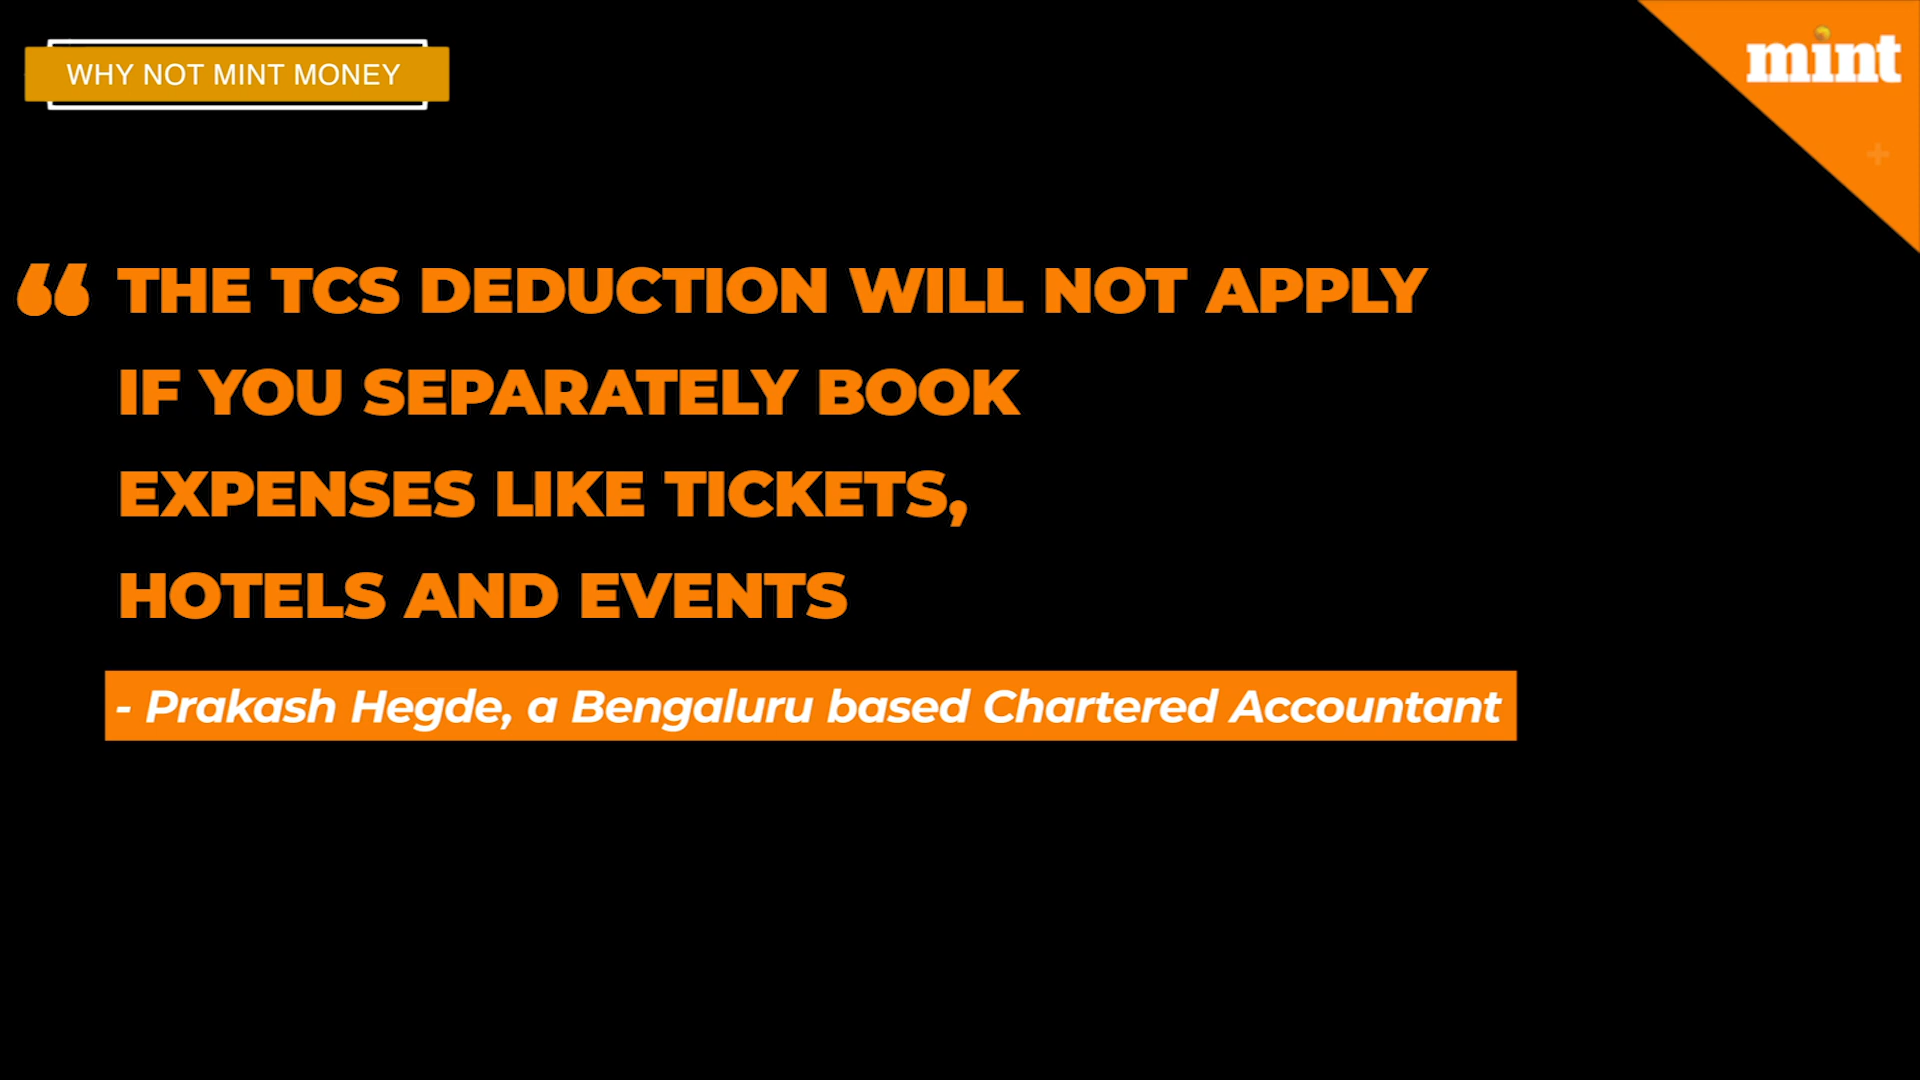 WHY NOT MINT MONEY
mint
“ THE TCS DEDUCTION WILL NOT APPLY
IF YOU SEPARATELY BOOK
EXPENSES LIKE TICKETS,
HOTELS AND EVENTS
- Prakash Hegde, a Bengaluru based Chartered Accountant